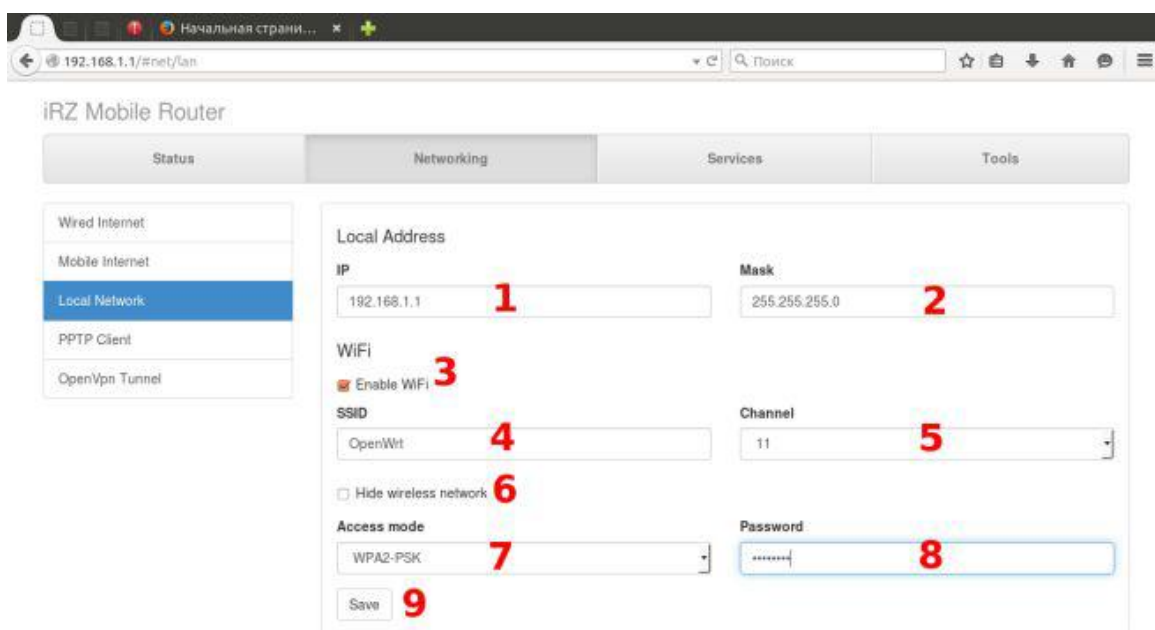 Начальная страни...
192.168.1.1/#net/lan
Поиск
iRZ Mobile Router
Status Networking Services Tools
Wired Internet
Mobile Internet
Local Network
PPTP Client
OpenVpn Tunnel
Local Address
IP Mask
192.168.1.1 1 255.255.255.0 2
WiFi
Enable WiFi 3
SSID Channel
OpenWrt 4 11 5
Hide wireless network 6
Access mode Password
WPA2-PSK 7 •••••••• 8
Save 9